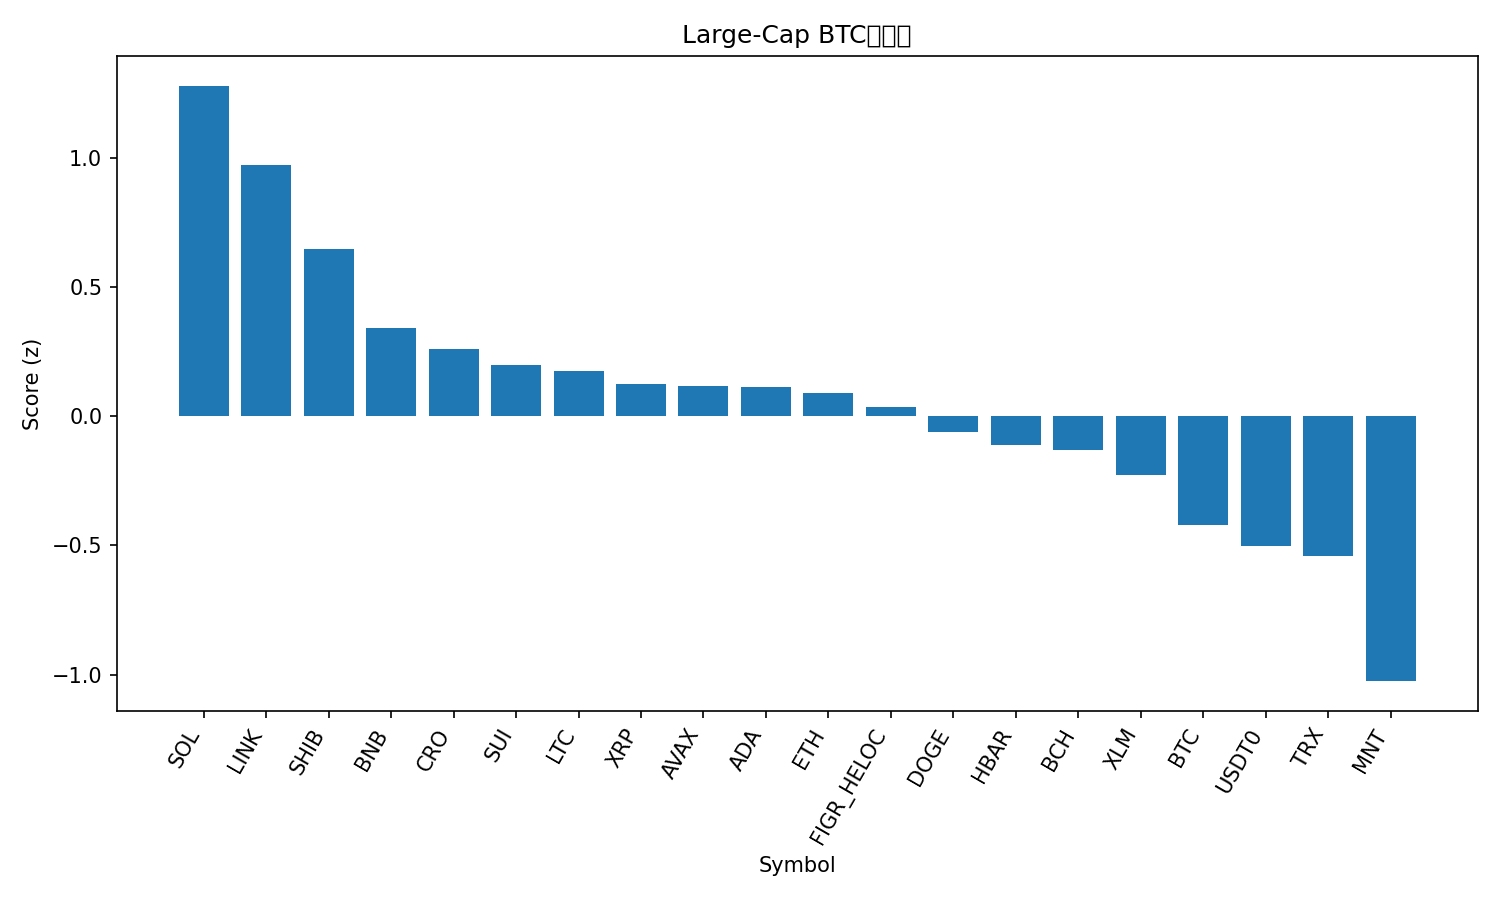 Large-Cap BTC
Score (z)
1.0
0.5
0.0
−0.5
−1.0
SOL
LINK
SHIB
BNB
CRO
SUI
LTC
XRP
AVAX
ADA
ETH
FIGR_HELOC
DOGE
HBAR
BCH
XLM
BTC
USDT0
TRX
MNT
Symbol